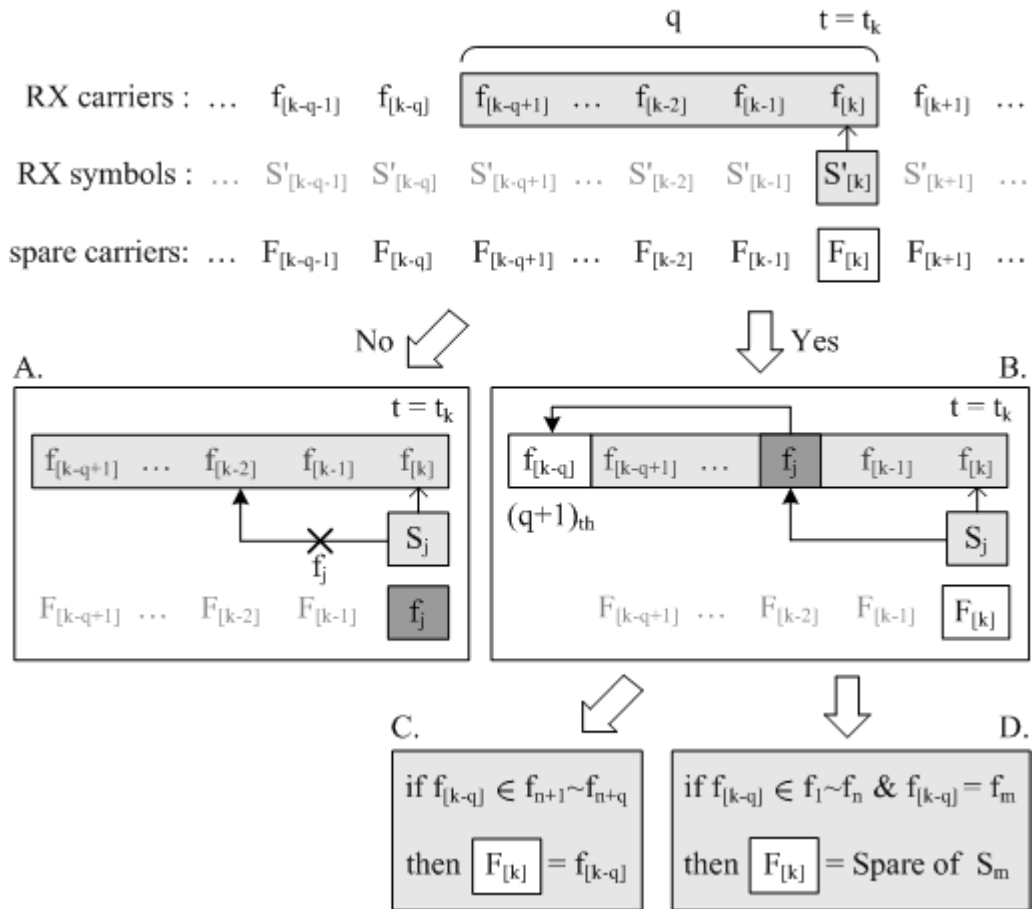 q t = tₖ
RX carriers : … f[k-q-1] f[k-q] f[k-q+1] … f[k-2] f[k-1] f[k] f[k+1] …
RX symbols : … S'[k-q-1] S'[k-q] S'[k-q+1] … S'[k-2] S'[k-1] S'[k] S'[k+1] …
spare carriers: … F[k-q-1] F[k-q] F[k-q+1] … F[k-2] F[k-1] F[k] F[k+1] …
No
Yes
A.
t = tₖ
f[k-q+1] … f[k-2] f[k-1] f[k]
Sⱼ
fⱼ
F[k-q+1] … F[k-2] F[k-1] fⱼ
B.
t = tₖ
f[k-q] f[k-q+1] … fⱼ f[k-1] f[k]
(q+1)th
Sⱼ
F[k-q+1] … F[k-2] F[k-1] F[k]
C.
if f[k-q] ∈ fn+1~fn+q
then F[k] = f[k-q]
D.
if f[k-q] ∈ f1~fn & f[k-q] = fm
then F[k] = Spare of Sm